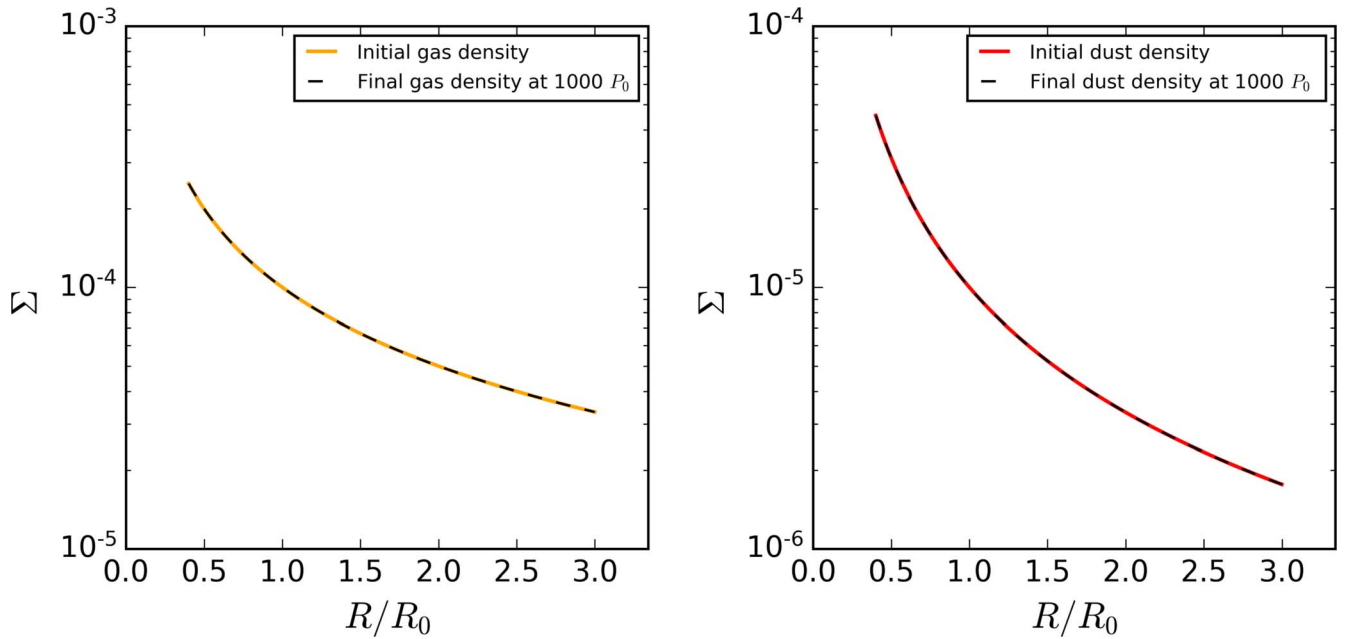 10^-3
Initial gas density
Final gas density at 1000 P_0
10^-4
Σ
10^-5
0.0 0.5 1.0 1.5 2.0 2.5 3.0
R/R_0
10^-4
Initial dust density
Final dust density at 1000 P_0
10^-5
Σ
10^-6
0.0 0.5 1.0 1.5 2.0 2.5 3.0
R/R_0